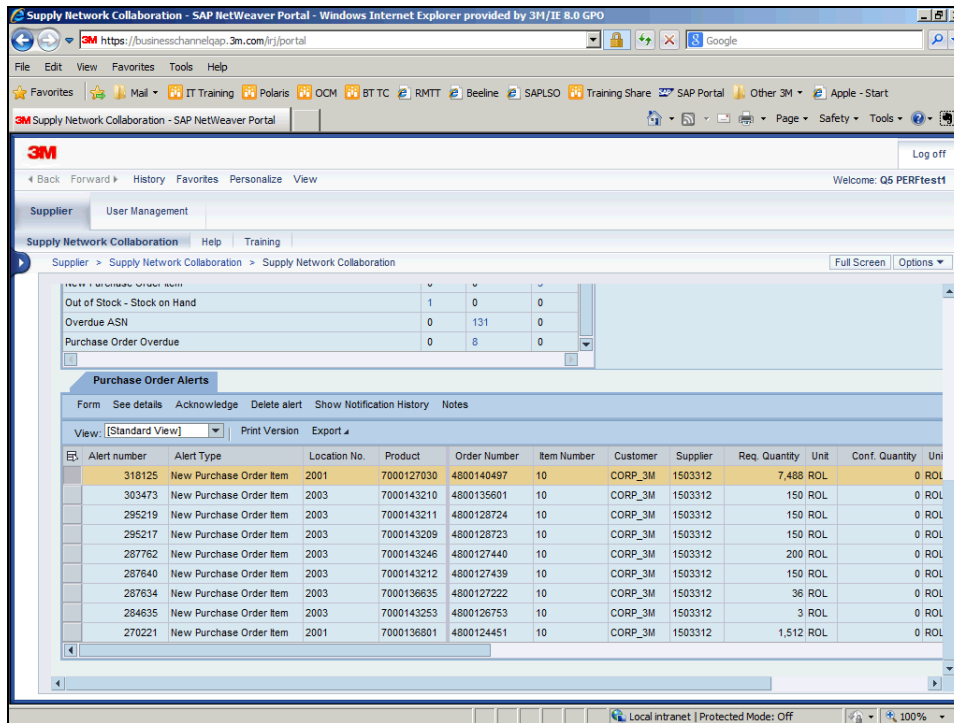 Supply Network Collaboration - SAP NetWeaver Portal - Windows Internet Explorer provided by 3M/IE 8.0 GPO
3M https://businesschannelqap.3m.com/irj/portal
Google
File Edit View Favorites Tools Help
Favorites Mail IT Training Polaris OCM BT TC RMTT Beeline SAPLSO Training Share SAP Portal Other 3M Apple - Start
3M Supply Network Collaboration - SAP NetWeaver Portal Page Safety Tools
3M Log off
Back Forward History Favorites Personalize View Welcome: Q5 PERFtest1
Supplier User Management
Supply Network Collaboration Help Training
Supplier > Supply Network Collaboration > Supply Network Collaboration Full Screen Options
New Purchase Order Item 0 0
Out of Stock - Stock on Hand 1 0 0
Overdue ASN 0 131 0
Purchase Order Overdue 0 8 0
Purchase Order Alerts
Form See details Acknowledge Delete alert Show Notification History Notes
View: [Standard View] Print Version Export
Alert number Alert Type Location No. Product Order Number Item Number Customer Supplier Req. Quantity Unit Conf. Quantity Uni
318125 New Purchase Order Item 2001 7000127030 4800140497 10 CORP_3M 1503312 7,488 ROL 0 ROL
303473 New Purchase Order Item 2003 7000143210 4800135601 10 CORP_3M 1503312 150 ROL 0 ROL
295219 New Purchase Order Item 2003 7000143211 4800128724 10 CORP_3M 1503312 150 ROL 0 ROL
295217 New Purchase Order Item 2003 7000143209 4800128723 10 CORP_3M 1503312 150 ROL 0 ROL
287762 New Purchase Order Item 2003 7000143246 4800127440 10 CORP_3M 1503312 200 ROL 0 ROL
287640 New Purchase Order Item 2003 7000143212 4800127439 10 CORP_3M 1503312 150 ROL 0 ROL
287634 New Purchase Order Item 2003 7000136635 4800127222 10 CORP_3M 1503312 36 ROL 0 ROL
284635 New Purchase Order Item 2003 7000143253 4800126753 10 CORP_3M 1503312 3 ROL 0 ROL
270221 New Purchase Order Item 2001 7000136801 4800124451 10 CORP_3M 1503312 1,512 ROL 0 ROL
Local intranet | Protected Mode: Off 100%